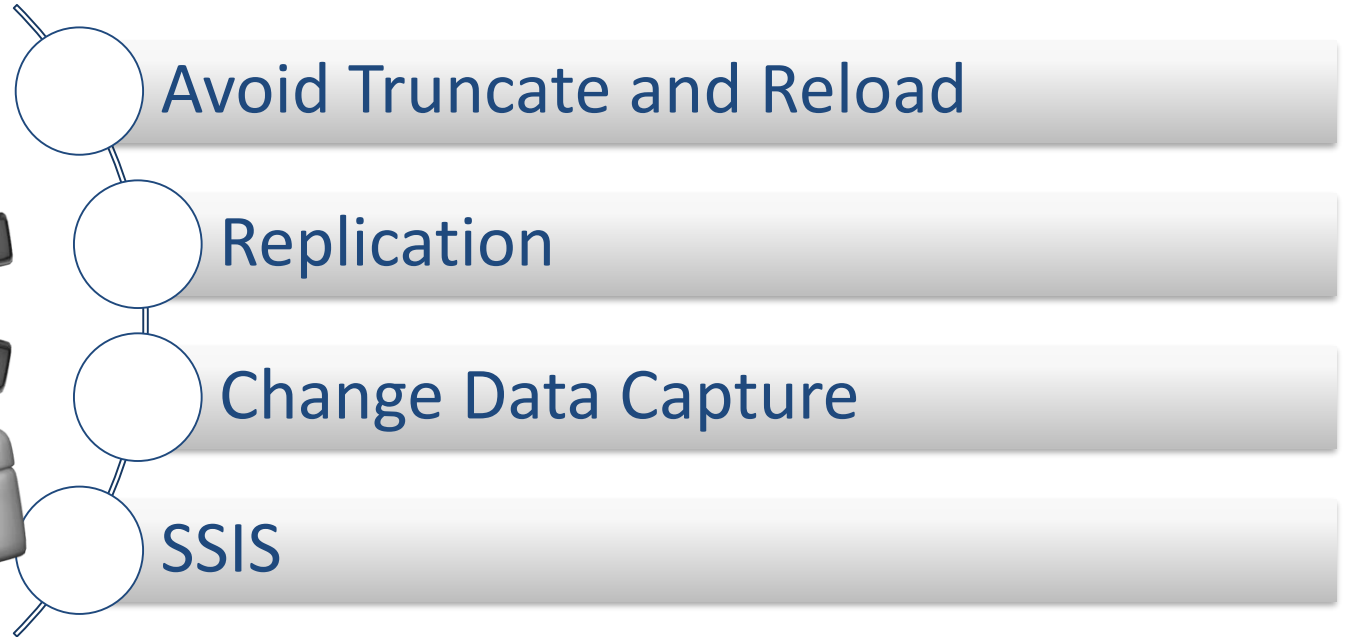 Avoid Truncate and Reload
Replication
Change Data Capture
SSIS